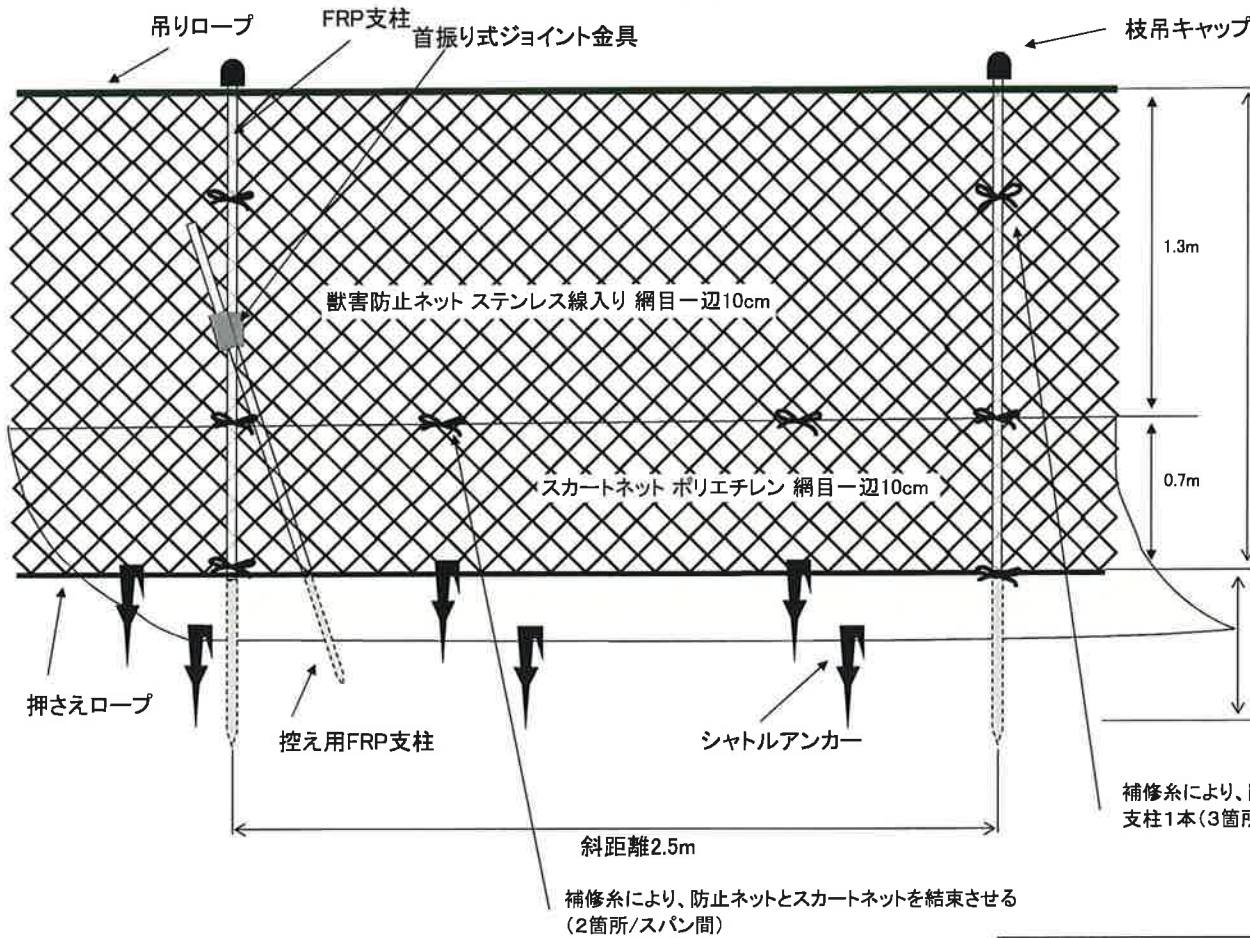 吊りロープ
FRP支柱
首振り式ジョイント金具
枝吊キャップ
1.3m
獣害防止ネット ステンレス線入り 網目一辺10cm
スカートネット ポリエチレン 網目一辺10cm
0.7m
押さえロープ
控え用FRP支柱
シャトルアンカー
斜距離2.5m
補修糸により、
支柱1本(3箇所
補修糸により、防止ネットとスカートネットを結束させる
(2箇所/スパン間)